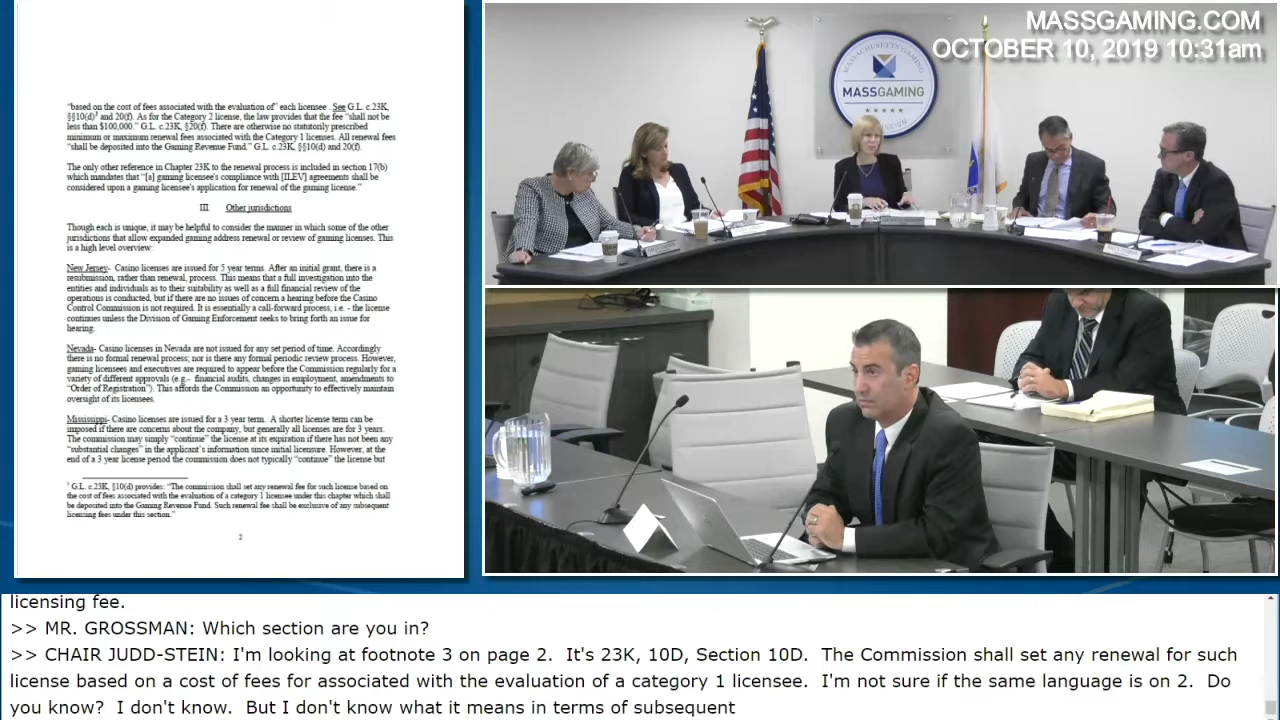 "based on the cost of fees associated with the evaluation of" each licensee . See G.L. c.23K,
§§10(d)³ and 20(f). As for the Category 2 license, the law provides that the fee "shall not be
less than $100,000." G.L. c.23K, §20(f). There are otherwise no statutorily prescribed
minimum or maximum renewal fees associated with the Category 1 licenses. All renewal fees
"shall be deposited into the Gaming Revenue Fund." G.L. c.23K, §§10(d) and 20(f).
The only other reference in Chapter 23K to the renewal process is included in section 17(b)
which mandates that "[a] gaming licensee's compliance with [ILEV] agreements shall be
considered upon a gaming licensee's application for renewal of the gaming license."
III. Other jurisdictions
Though each is unique, it may be helpful to consider the manner in which some of the other
jurisdictions that allow expanded gaming address renewal or review of gaming licenses. This
is a high level overview:
New Jersey- Casino licenses are issued for 5 year terms. After an initial grant, there is a
resubmission, rather than renewal, process. This means that a full investigation into the
entities and individuals as to their suitability as well as a full financial review of the
operations is conducted, but if there are no issues of concern a hearing before the Casino
Control Commission is not required. It is essentially a call-forward process, i.e. - the license
continues unless the Division of Gaming Enforcement seeks to bring forth an issue for
hearing.
Nevada- Casino licenses in Nevada are not issued for any set period of time. Accordingly
there is no formal renewal process; nor is there any formal periodic review process. However,
gaming licensees and executives are required to appear before the Commission regularly for a
variety of different approvals (e.g.- financial audits, changes in employment, amendments to
"Order of Registration"). This affords the Commission an opportunity to effectively maintain
oversight of its licensees.
Mississippi- Casino licenses are issued for a 3 year term. A shorter license term can be
imposed if there are concerns about the company, but generally all licenses are for 3 years.
The commission may simply "continue" the license at its expiration if there has not been any
"substantial changes" in the applicant's information since initial licensure. However, at the
end of a 3 year license period the commission does not typically "continue" the license but
³ G.L. c.23K, §10(d) provides: "The commission shall set any renewal fee for such license based on
the cost of fees associated with the evaluation of a category 1 licensee under this chapter which shall
be deposited into the Gaming Revenue Fund. Such renewal fee shall be exclusive of any subsequent
licensing fees under this section."
2
MASSGAMING.COM
OCTOBER 10, 2019 10:31am
MASSACHUSETTS GAMING
MASSGAMING
licensing fee.
>> MR. GROSSMAN: Which section are you in?
>> CHAIR JUDD-STEIN: I'm looking at footnote 3 on page 2. It's 23K, 10D, Section 10D. The Commission shall set any renewal for such
license based on a cost of fees for associated with the evaluation of a category 1 licensee. I'm not sure if the same language is on 2. Do
you know? I don't know. But I don't know what it means in terms of subsequent